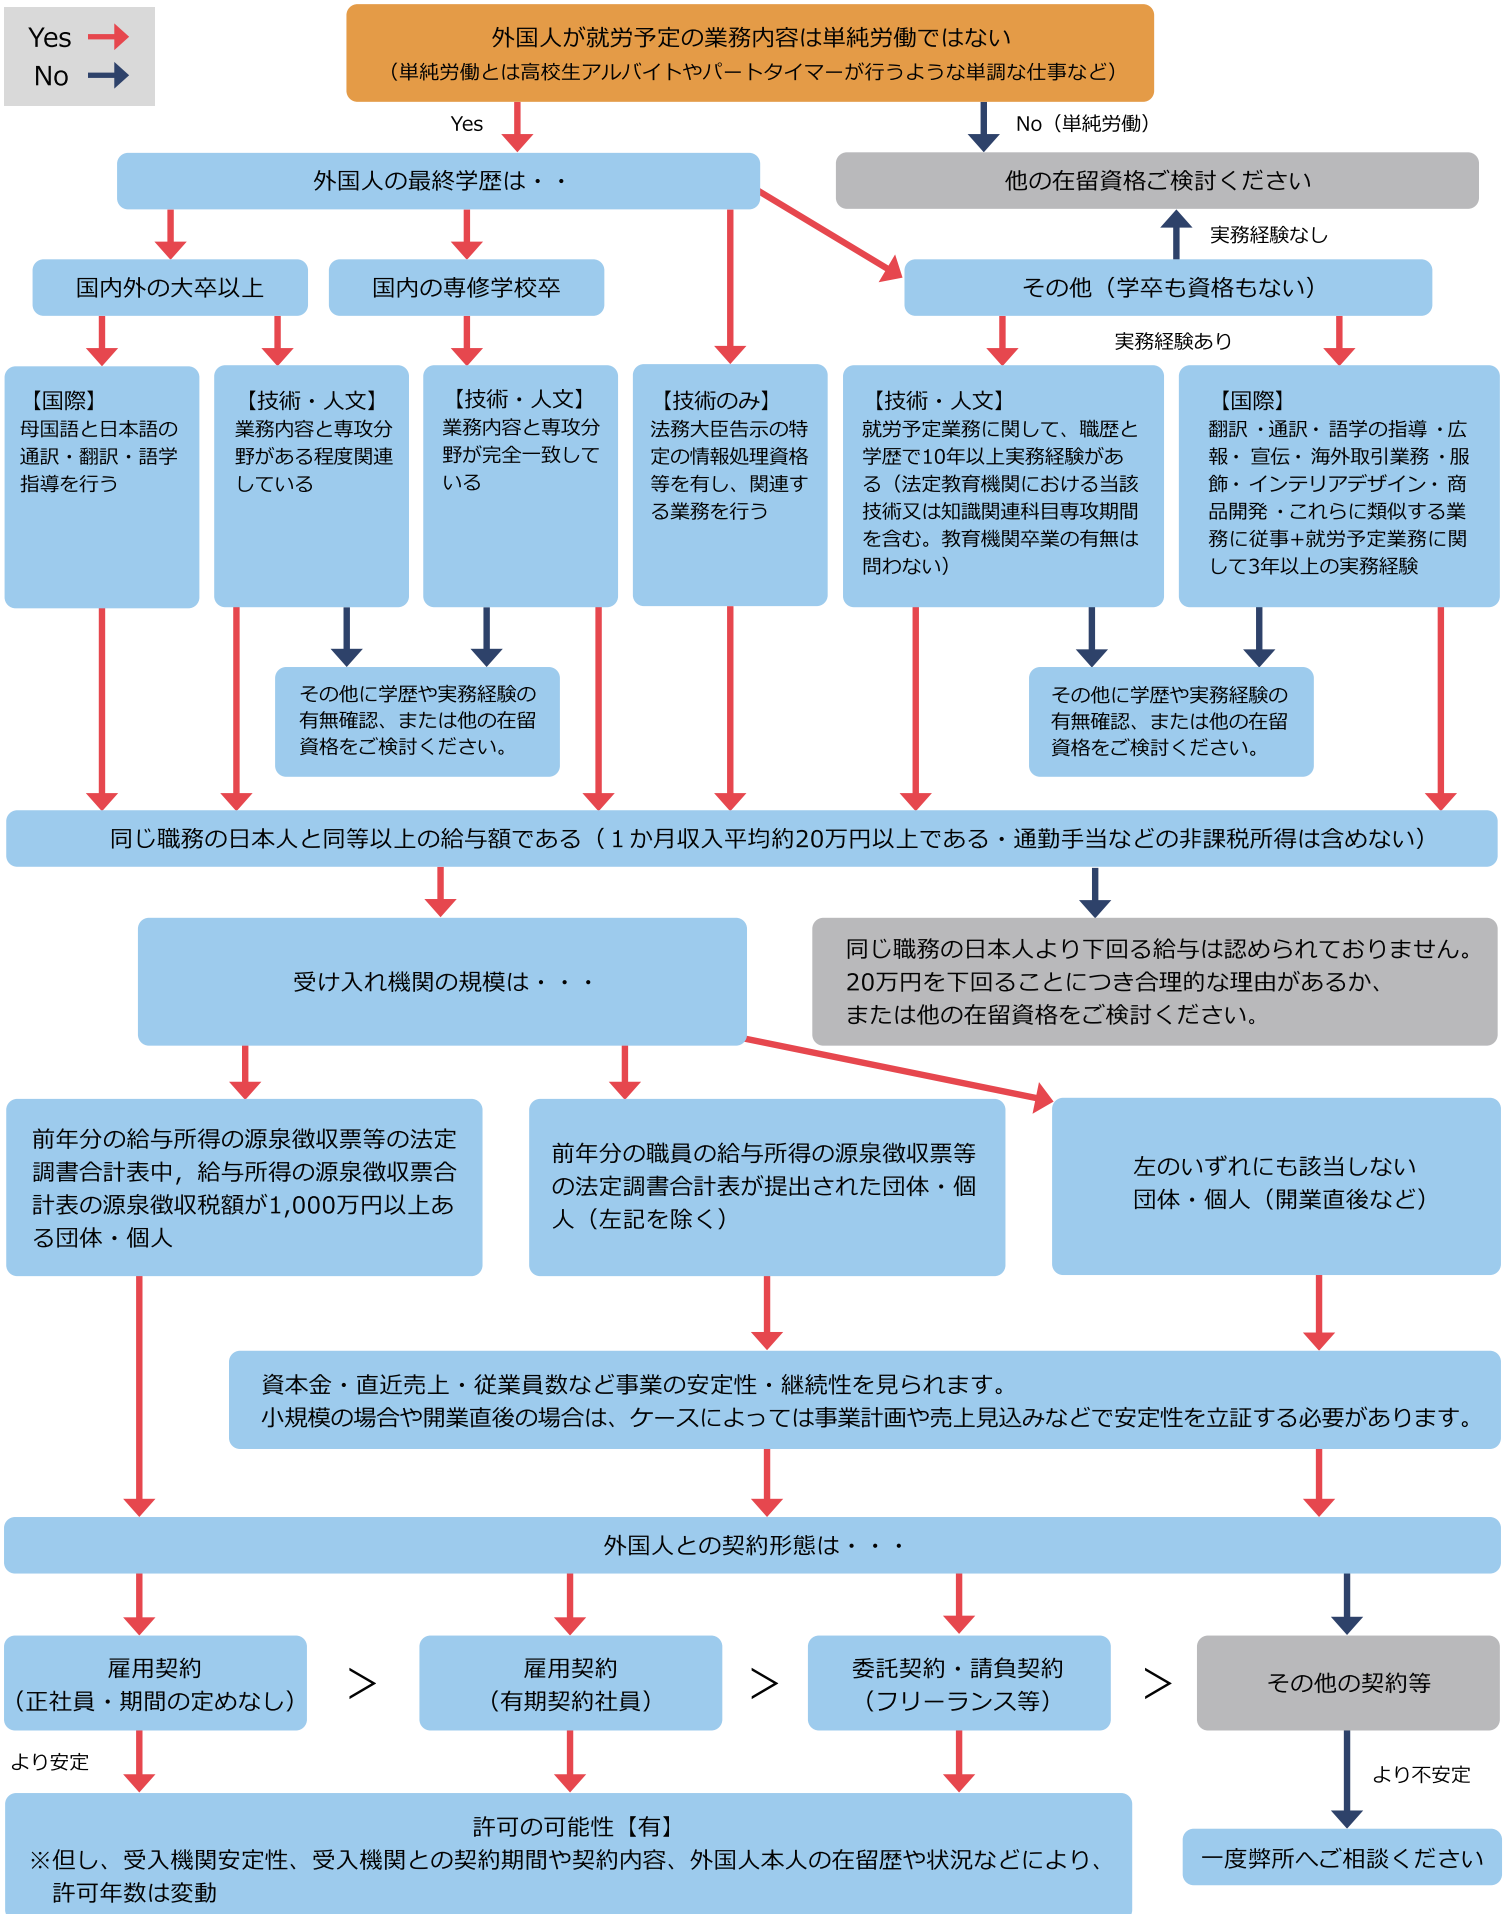 Yes
No
外国人が就労予定の業務内容は単純労働ではない
（単純労働とは高校生アルバイトやパートタイマーが行うような単調な仕事など）
Yes
No（単純労働）
外国人の最終学歴は・・
他の在留資格ご検討ください
実務経験なし
国内外の大卒以上
国内の専修学校卒
その他（学卒も資格もない）
実務経験あり
【国際】
母国語と日本語の
通訳・翻訳・語学
指導を行う
【技術・人文】
業務内容と専攻分
野がある程度関連
している
【技術・人文】
業務内容と専攻分
野が完全一致して
いる
【技術のみ】
法務大臣告示の特
定の情報処理資格
等を有し、関連す
る業務を行う
【技術・人文】
就労予定業務に関して、職歴と
学歴で10年以上実務経験があ
る（法定教育機関における当該
技術又は知識関連科目専攻期間
を含む。教育機関卒業の有無は
問わない）
【国際】
翻訳・通訳・語学の指導・広
報・宣伝・海外取引業務・服
飾・インテリアデザイン・商
品開発・これらに類似する業
務に従事+就労予定業務に関
して3年以上の実務経験
その他に学歴や実務経験の
有無確認、または他の在留
資格をご検討ください。
その他に学歴や実務経験の
有無確認、または他の在留
資格をご検討ください。
同じ職務の日本人と同等以上の給与額である（１か月収入平均約20万円以上である・通勤手当などの非課税所得は含めない）
受け入れ機関の規模は・・・
同じ職務の日本人より下回る給与は認められておりません。
20万円を下回ることにつき合理的な理由があるか、
または他の在留資格をご検討ください。
前年分の給与所得の源泉徴収票等の法定
調書合計表中，給与所得の源泉徴収票合
計表の源泉徴収税額が1,000万円以上あ
る団体・個人
前年分の職員の給与所得の源泉徴収票等
の法定調書合計表が提出された団体・個
人（左記を除く）
左のいずれにも該当しない
団体・個人（開業直後など）
資本金・直近売上・従業員数など事業の安定性・継続性を見られます。
小規模の場合や開業直後の場合は、ケースによっては事業計画や売上見込みなどで安定性を立証する必要があります。
外国人との契約形態は・・・
雇用契約
（正社員・期間の定めなし）
＞
雇用契約
（有期契約社員）
＞
委託契約・請負契約
（フリーランス等）
＞
その他の契約等
より安定
より不安定
許可の可能性【有】
※但し、受入機関安定性、受入機関との契約期間や契約内容、外国人本人の在留歴や状況などにより、
許可年数は変動
一度弊所へご相談ください